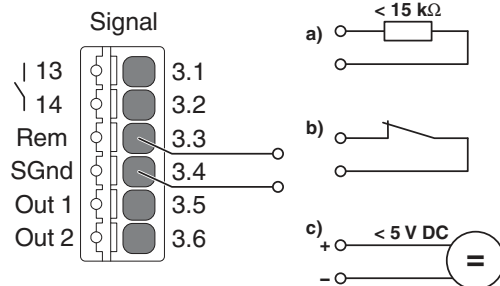 Signal
13 3.1
14 3.2
Rem 3.3
SGnd 3.4
Out 1 3.5
Out 2 3.6
a) < 15 kΩ
b)
c) + < 5 V DC
=
–